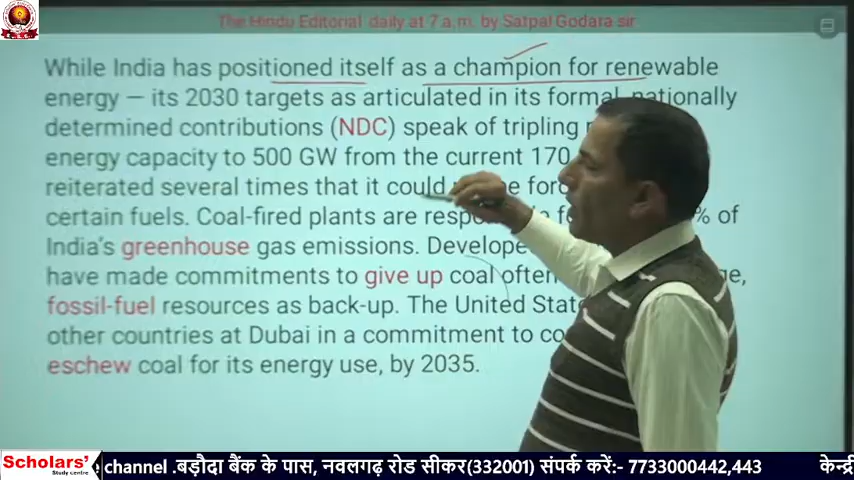 The Hindu Editorial daily at 7 a.m. by Satpal Godara sir
While India has positioned itself as a champion for renewable
energy — its 2030 targets as articulated in its formal, nationally
determined contributions (NDC) speak of tripling
energy capacity to 500 GW from the current 170
reiterated several times that it could
certain fuels. Coal-fired plants are % of
India's greenhouse gas emissions.
have made commitments to give up coal often
fossil-fuel resources as back-up. The United
other countries at Dubai in a commitment to
eschew coal for its energy use, by 2035.
Scholars'
Study Centre
channel .बड़ौदा बैंक के पास, नवलगढ़ रोड सीकर(332001) संपर्क करें:- 7733000442,443